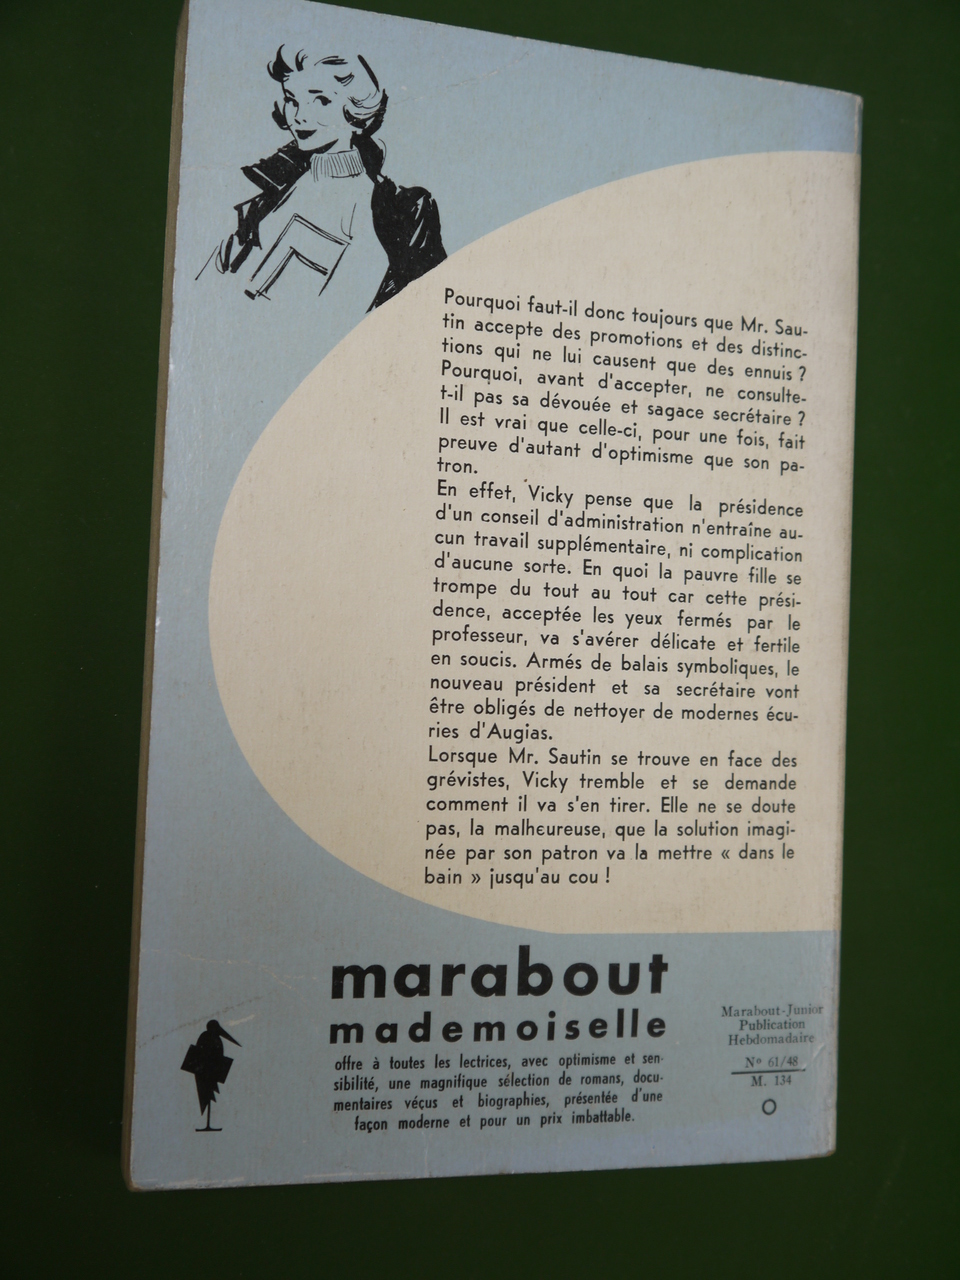 Pourquoi faut-il donc toujours que Mr. Sau-
tin accepte des promotions et des distinc-
tions qui ne lui causent que des ennuis ?
Pourquoi, avant d'accepter, ne consulte-
t-il pas sa dévouée et sagace secrétaire ?
Il est vrai que celle-ci, pour une fois, fait
preuve d'autant d'optimisme que son pa-
tron.
En effet, Vicky pense que la présidence
d'un conseil d'administration n'entraîne au-
cun travail supplémentaire, ni complication
d'aucune sorte. En quoi la pauvre fille se
trompe du tout au tout car cette prési-
dence, acceptée les yeux fermés par le
professeur, va s'avérer délicate et fertile
en soucis. Armés de balais symboliques, le
nouveau président et sa secrétaire vont
être obligés de nettoyer de modernes écu-
ries d'Augias.
Lorsque Mr. Sautin se trouve en face des
grévistes, Vicky tremble et se demande
comment il va s'en tirer. Elle ne se doute
pas, la malheureuse, que la solution imagi-
née par son patron va la mettre « dans le
bain » jusqu'au cou !
marabout
mademoiselle
offre à toutes les lectrices, avec optimisme et sen-
sibilité, une magnifique sélection de romans, docu-
mentaires véçus et biographies, présentée d'une
façon moderne et pour un prix imbattable.
Marabout-Junior
Publication
Hebdomadaire
N° 61/48
M. 134
O